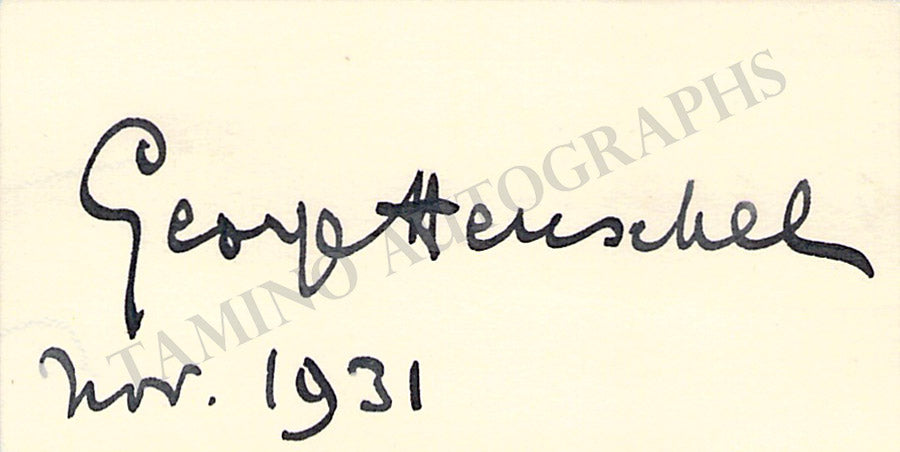 George Henschel
Nov. 1931
TAMINO AUTOGRAPHS